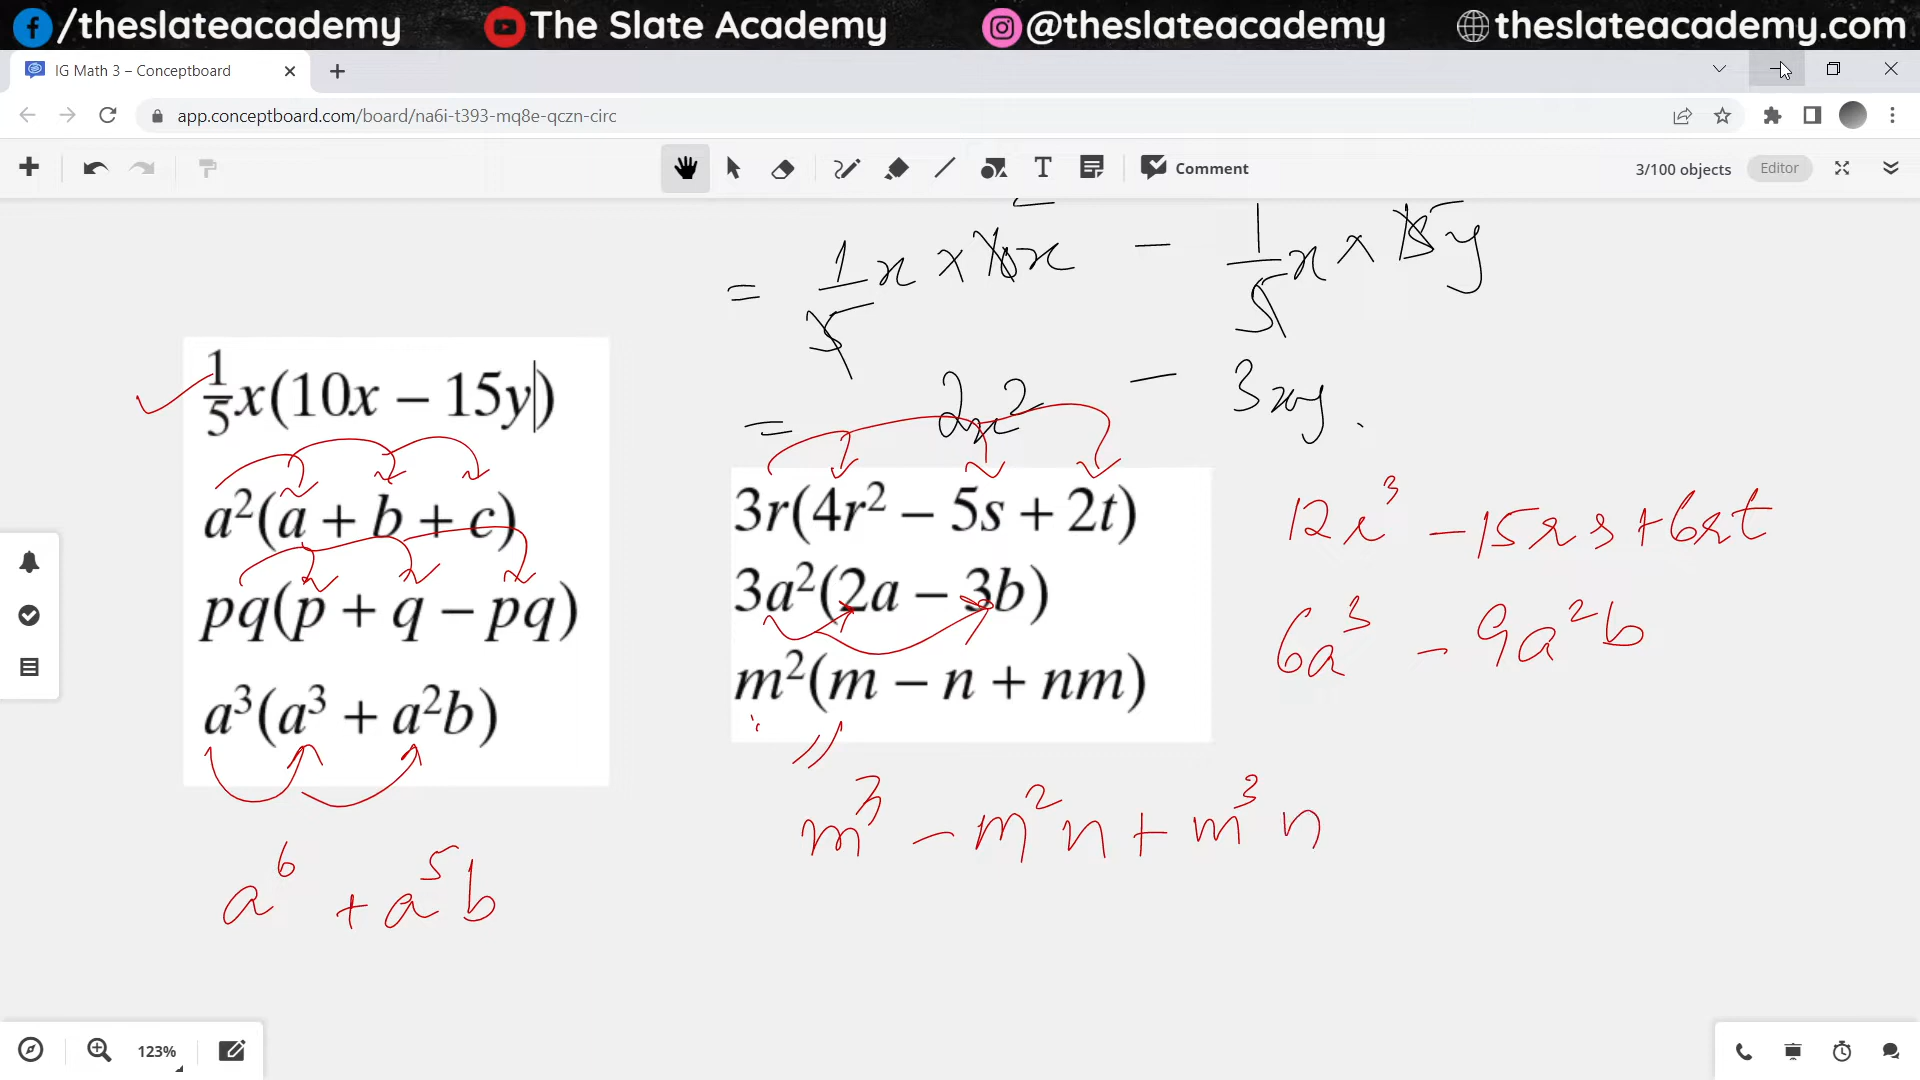 /theslateacademy The Slate Academy @theslateacademy theslateacademy.com
IG Math 3 – Conceptboard
app.conceptboard.com/board/na6i-t393-mq8e-qczn-circ
T Comment 3/100 objects Editor
= 1/5 x × 10x − 1/5 x × 15y
= 2x² − 3xy.
1/5 x(10x − 15y)
a²(a + b + c)
pq(p + q − pq)
a³(a³ + a²b)
a⁶ + a⁵b
3r(4r² − 5s + 2t)
3a²(2a − 3b)
m²(m − n + nm)
12r³ − 15rs + 6rt
6a³ − 9a²b
m³ − m²n + m³n
123%